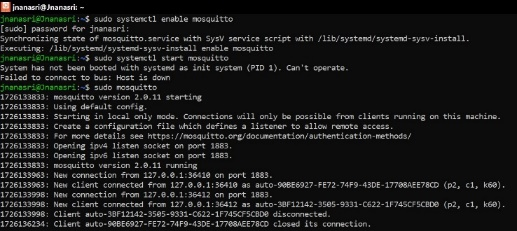 jnanasri@Jnanasri: ~
jnanasri@Jnanasri:~$ sudo systemctl enable mosquitto
[sudo] password for jnanasri:
Synchronizing state of mosquitto.service with SysV service script with /lib/systemd/systemd-sysv-install.
Executing: /lib/systemd/systemd-sysv-install enable mosquitto
jnanasri@Jnanasri:~$ sudo systemctl start mosquitto
System has not been booted with systemd as init system (PID 1). Can't operate.
Failed to connect to bus: Host is down
jnanasri@Jnanasri:~$ sudo mosquitto
1726133833: mosquitto version 2.0.11 starting
1726133833: Using default config.
1726133833: Starting in local only mode. Connections will only be possible from clients running on this machine.
1726133833: Create a configuration file which defines a listener to allow remote access.
1726133833: For more details see https://mosquitto.org/documentation/authentication-methods/
1726133833: Opening ipv4 listen socket on port 1883.
1726133833: Opening ipv6 listen socket on port 1883.
1726133833: mosquitto version 2.0.11 running
1726133963: New connection from 127.0.0.1:36410 on port 1883.
1726133963: New client connected from 127.0.0.1:36410 as auto-90BE6927-FE72-74F9-43DE-17708AEE78CD (p2, c1, k60).
1726133998: New connection from 127.0.0.1:36412 on port 1883.
1726133998: New client connected from 127.0.0.1:36412 as auto-3BF12142-3505-9331-C622-1F745CF5CBD0 (p2, c1, k60).
1726133998: Client auto-3BF12142-3505-9331-C622-1F745CF5CBD0 disconnected.
1726136234: Client auto-90BE6927-FE72-74F9-43DE-17708AEE78CD closed its connection.